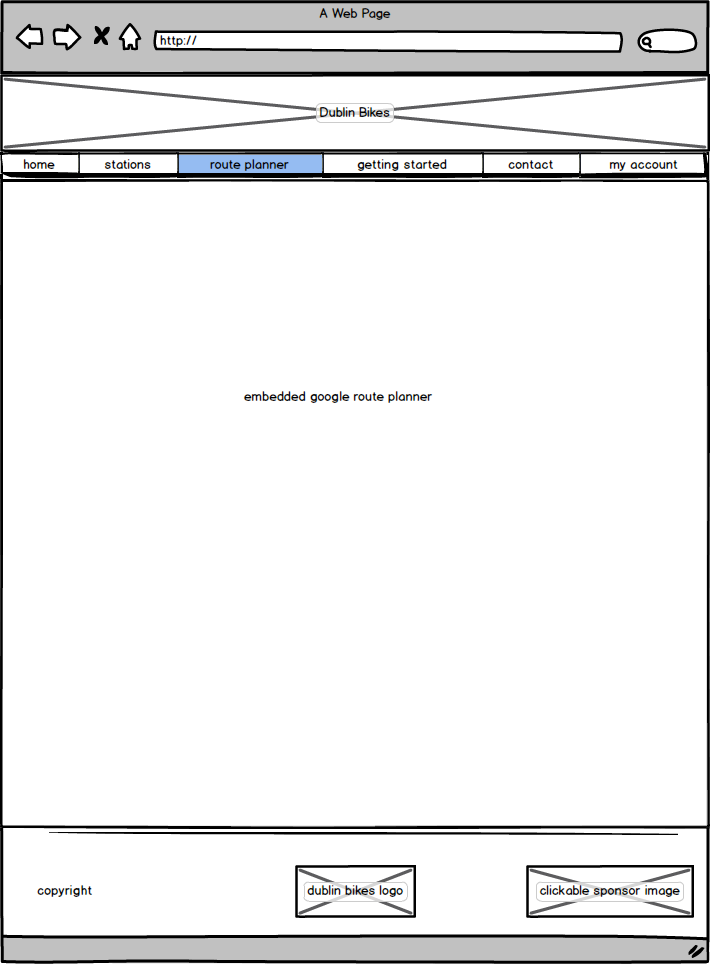 A Web Page
http://
Dublin Bikes
home stations route planner getting started contact my account
embedded google route planner
copyright dublin bikes logo clickable sponsor image